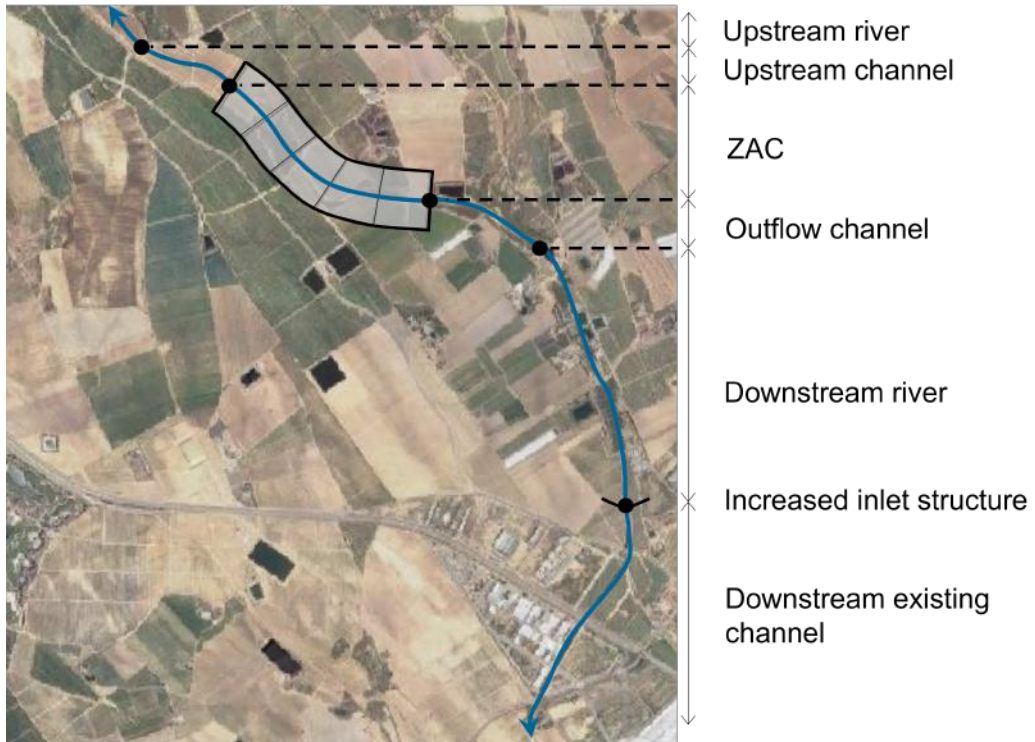 Upstream river
Upstream channel
ZAC
Outflow channel
Downstream river
Increased inlet structure
Downstream existing
channel